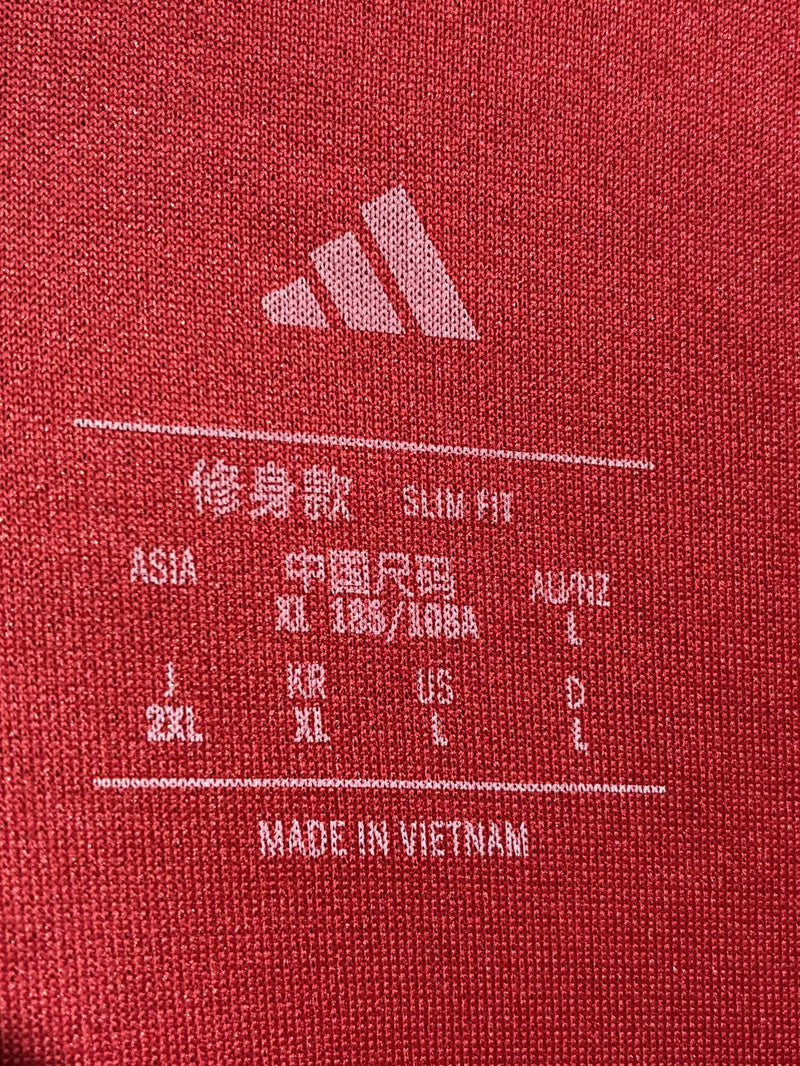 修身款 SLIM FIT
ASIA 中国尺码 AU/NZ
XL 185/108A L
J KR US D
2XL XL L L
MADE IN VIETNAM